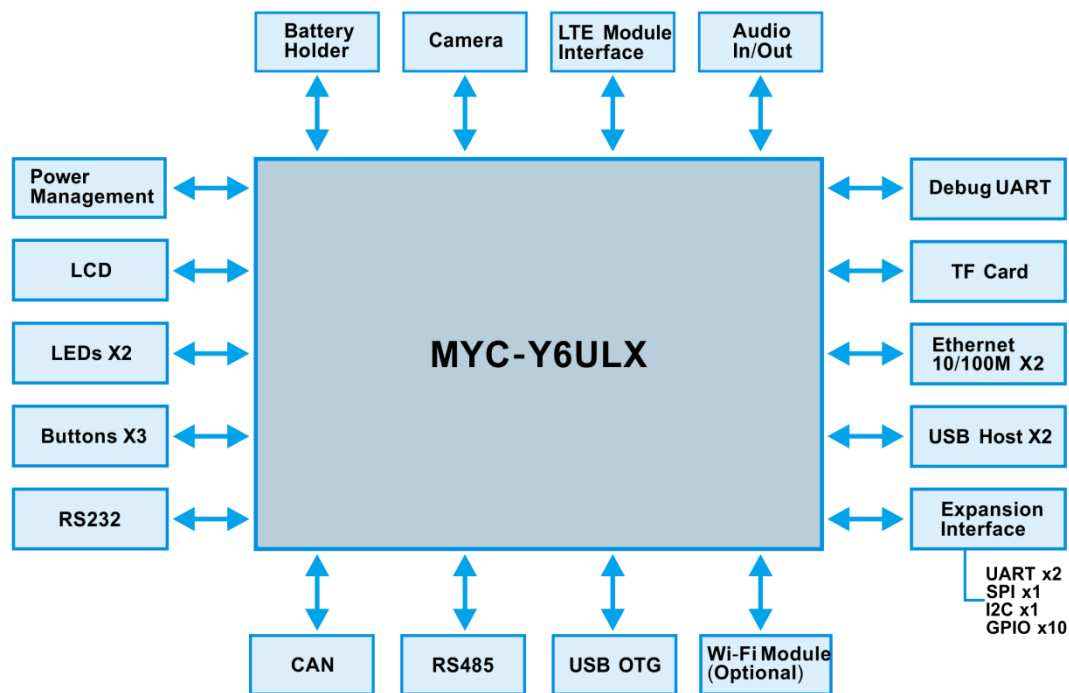 Battery
Holder
Camera
LTE Module
Interface
Audio
In/Out
Power
Management
LCD
LEDs X2
Buttons X3
RS232
MYC-Y6ULX
Debug UART
TF Card
Ethernet
10/100M X2
USB Host X2
Expansion
Interface
UART x2
SPI x1
I2C x1
GPIO x10
CAN
RS485
USB OTG
Wi-Fi Module
(Optional)